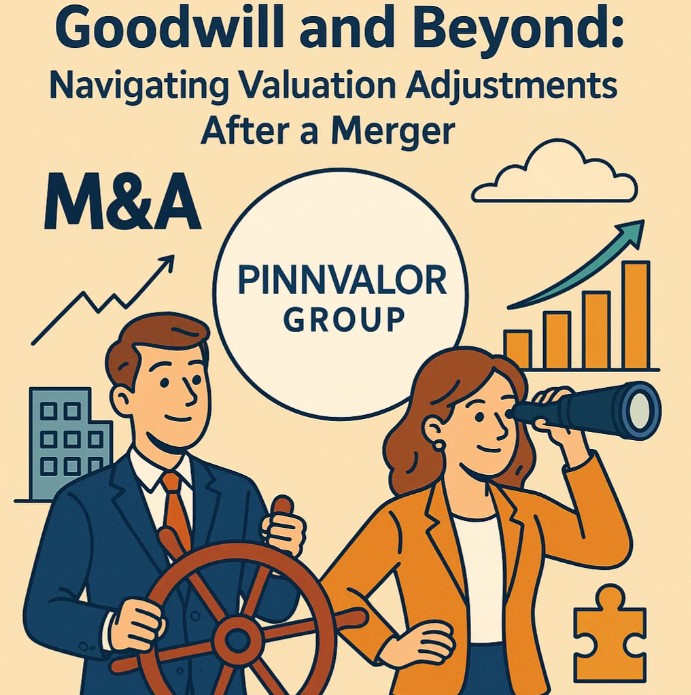 Goodwill and Beyond:
Navigating Valuation Adjustments
After a Merger
M&A
PINNVALOR
GROUP